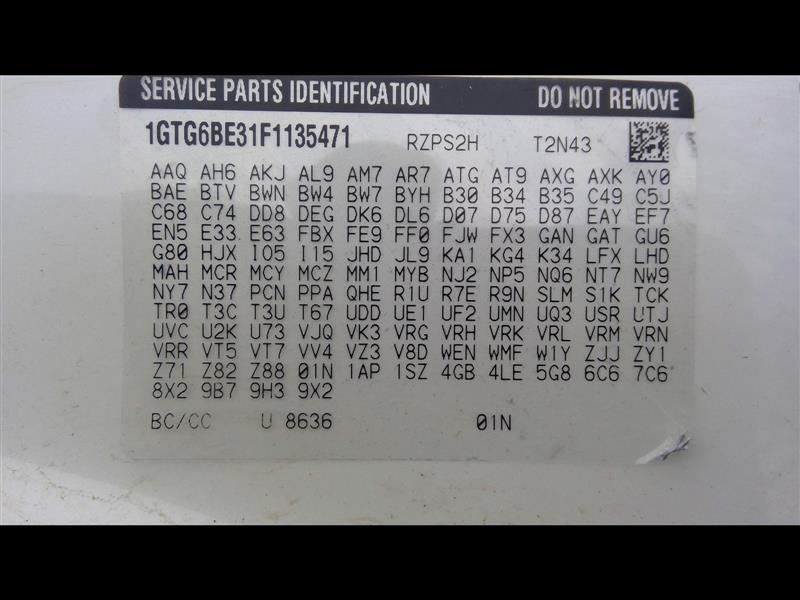 SERVICE PARTS IDENTIFICATION DO NOT REMOVE
1GTG6BE31F1135471 RZPS2H T2N43
AAQ AH6 AKJ AL9 AM7 AR7 ATG AT9 AXG AXK AY0
BAE BTV BWN BW4 BW7 BYH B30 B34 B35 C49 C5J
C68 C74 DD8 DEG DK6 DL6 D07 D75 D87 EAY EF7
EN5 E33 E63 FBX FE9 FF0 FJW FX3 GAN GAT GU6
G80 HJX IO5 I15 JHD JL9 KA1 KG4 K34 LFX LHD
MAH MCR MCY MCZ MM1 MYB NJ2 NP5 NQ6 NT7 NW9
NY7 N37 PCN PPA QHE R1U R7E R9N SLM S1K TCK
TR0 T3C T3U T67 UDD UE1 UF2 UMN UQ3 USR UTJ
UVC U2K U73 VJQ VK3 VRG VRH VRK VRL VRM VRN
VRR VT5 VT7 VV4 VZ3 V8D WEN WMF W1Y ZJJ ZY1
Z71 Z82 Z88 01N 1AP 1SZ 4GB 4LE 5G8 6C6 7C6
8X2 9B7 9H3 9X2
BC/CC U 8636 01N